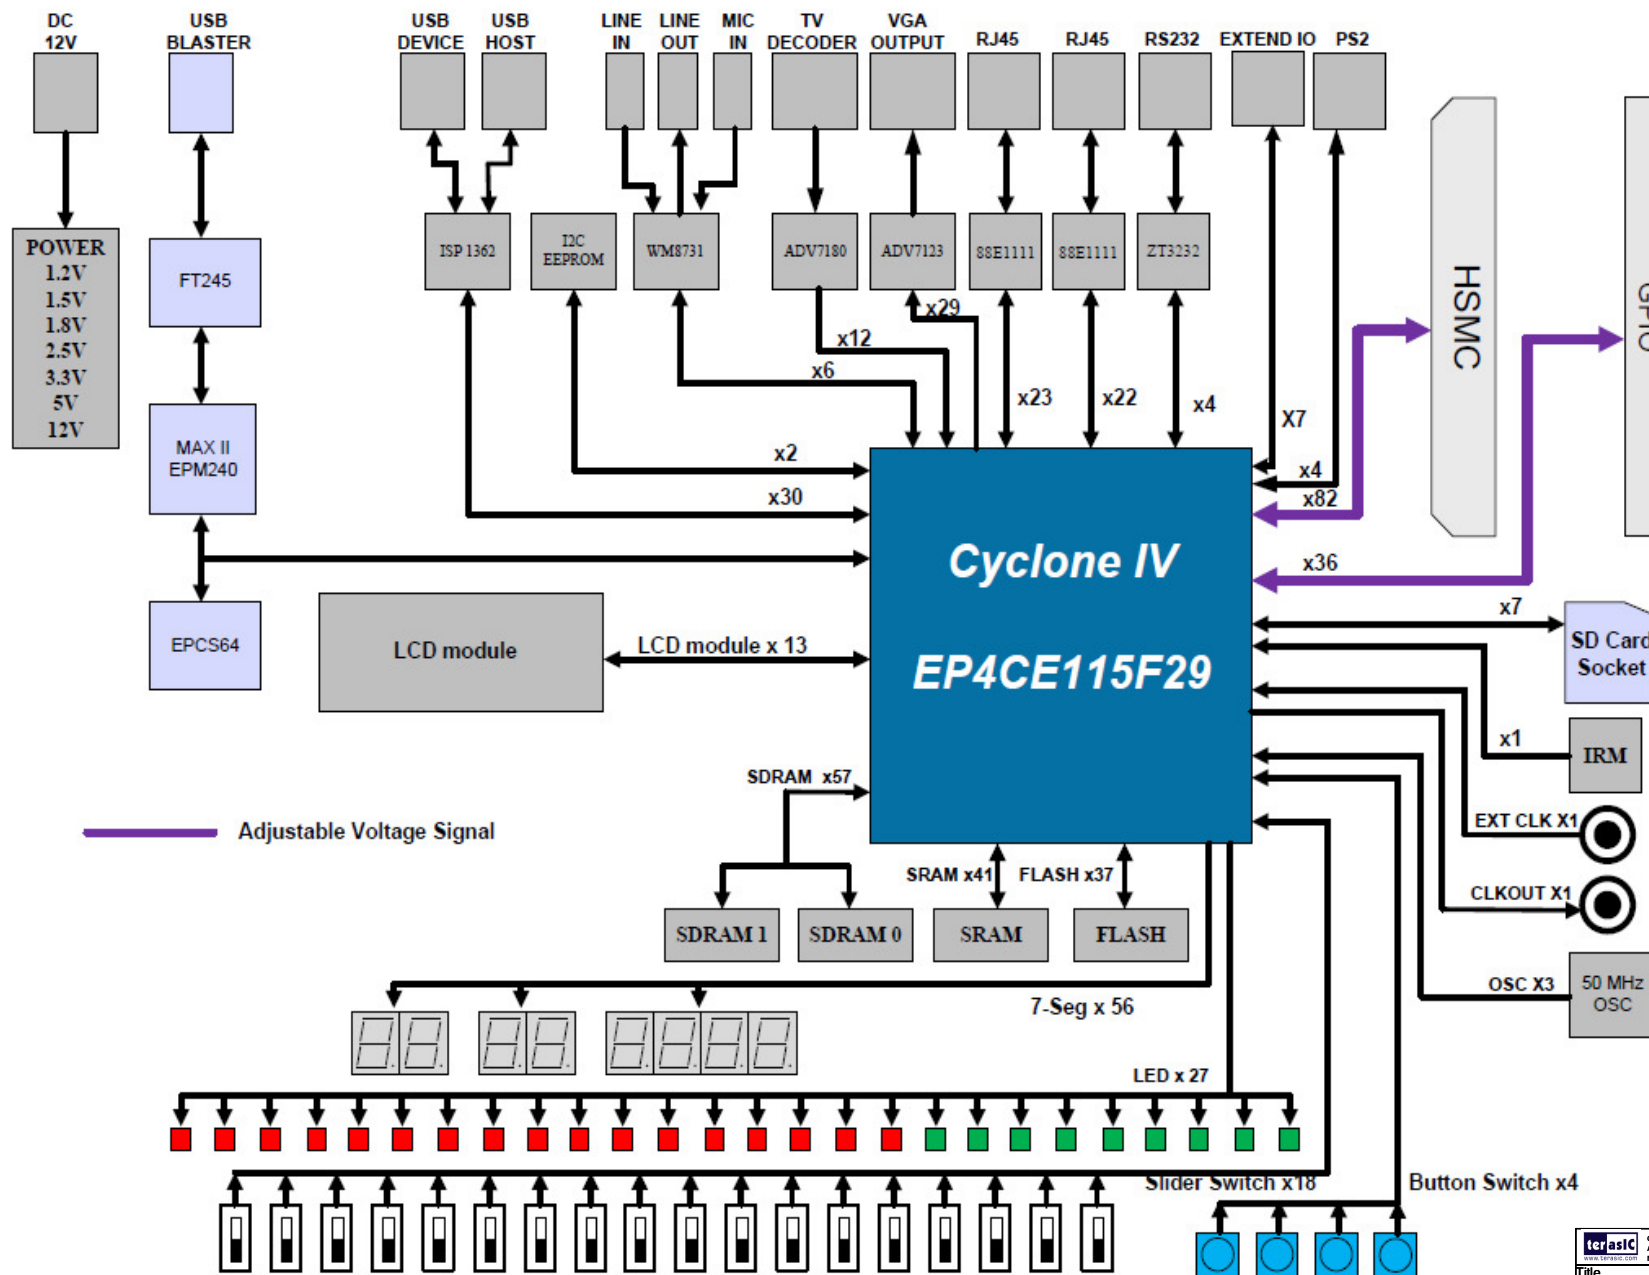 DC
12V
USB
BLASTER
USB
DEVICE
USB
HOST
LINE
IN
LINE
OUT
MIC
IN
TV
DECODER
VGA
OUTPUT
RJ45
RJ45
RS232
EXTEND IO
PS2
POWER
1.2V
1.5V
1.8V
2.5V
3.3V
5V
12V
FT245
MAX II
EPM240
EPCS64
ISP 1362
I2C
EEPROM
WM8731
ADV7180
ADV7123
88E1111
88E1111
ZT3232
HSMC
GPIO
x29
x12
x6
x23
x22
x4
X7
x2
x4
x30
x82
x36
Cyclone IV
EP4CE115F29
LCD module
LCD module x 13
x7
SD Card
Socket
x1
IRM
EXT CLK X1
CLKOUT X1
OSC X3
50 MHz
OSC
SDRAM x57
Adjustable Voltage Signal
SRAM x41
FLASH x37
SDRAM 1
SDRAM 0
SRAM
FLASH
7-Seg x 56
LED x 27
Slider Switch x18
Button Switch x4
terasic
www.terasic.com
Title